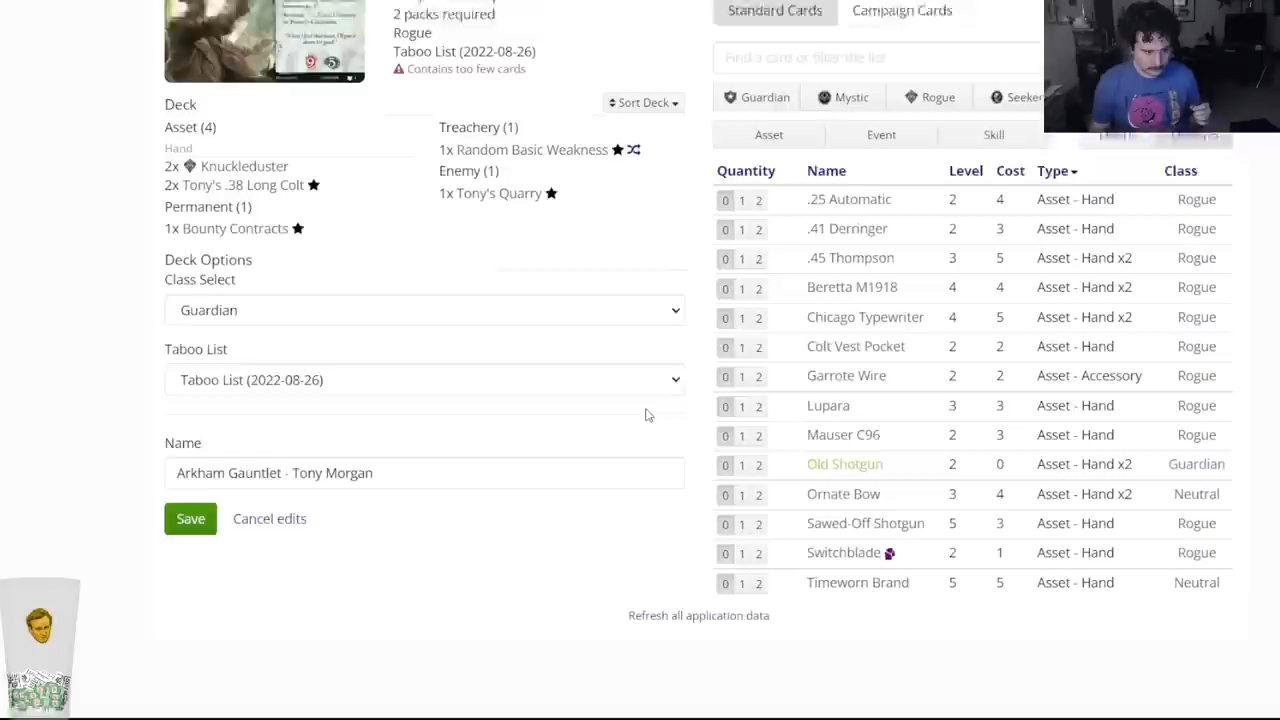 2 packs required
Rogue
Taboo List (2022-08-26)
Contains too few cards
5
Deck
Sort Deck
Asset (4)
Hand
2x Knuckleduster
2x Tony's .38 Long Colt
Permanent (1)
1x Bounty Contracts
Treachery (1)
1x Random Basic Weakness
Enemy (1)
1x Tony's Quarry
Deck Options
Class Select
Guardian
Taboo List
Taboo List (2022-08-26)
Name
Arkham Gauntlet - Tony Morgan
Save Cancel edits
Standard Cards Campaign Cards
Find a card or filter the list
Guardian Mystic Rogue Seeke
Asset Event Skill
Quantity Name Level Cost Type Class
0 1 2 .25 Automatic 2 4 Asset - Hand Rogue
0 1 2 .41 Derringer 2 3 Asset - Hand Rogue
0 1 2 .45 Thompson 3 5 Asset - Hand x2 Rogue
0 1 2 Beretta M1918 4 4 Asset - Hand x2 Rogue
0 1 2 Chicago Typewriter 4 5 Asset - Hand x2 Rogue
0 1 2 Colt Vest Pocket 2 2 Asset - Hand Rogue
0 1 2 Garrote Wire 2 2 Asset - Accessory Rogue
0 1 2 Lupara 3 3 Asset - Hand Rogue
0 1 2 Mauser C96 2 3 Asset - Hand Rogue
0 1 2 Old Shotgun 2 0 Asset - Hand x2 Guardian
0 1 2 Ornate Bow 3 4 Asset - Hand x2 Neutral
0 1 2 Sawed-Off Shotgun 5 3 Asset - Hand Rogue
0 1 2 Switchblade 2 1 Asset - Hand Rogue
0 1 2 Timeworn Brand 5 5 Asset - Hand Neutral
Refresh all application data